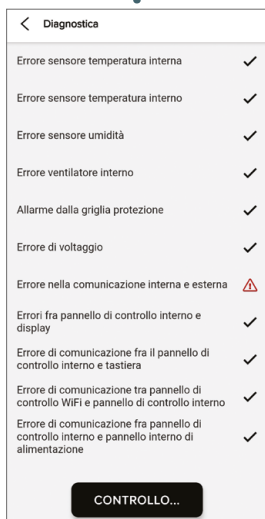 Diagnostica
Errore sensore temperatura interna
Errore sensore temperatura interno
Errore sensore umidità
Errore ventilatore interno
Allarme dalla griglia protezione
Errore di voltaggio
Errore nella comunicazione interna e esterna
Errori fra pannello di controllo interno e
display
Errore di comunicazione fra il pannello di
controllo interno e tastiera
Errore di comunicazione tra pannello di
controllo WiFi e pannello di controllo interno
Errore di comunicazione fra pannello di
controllo interno e pannello interno di
alimentazione
CONTROLLO...